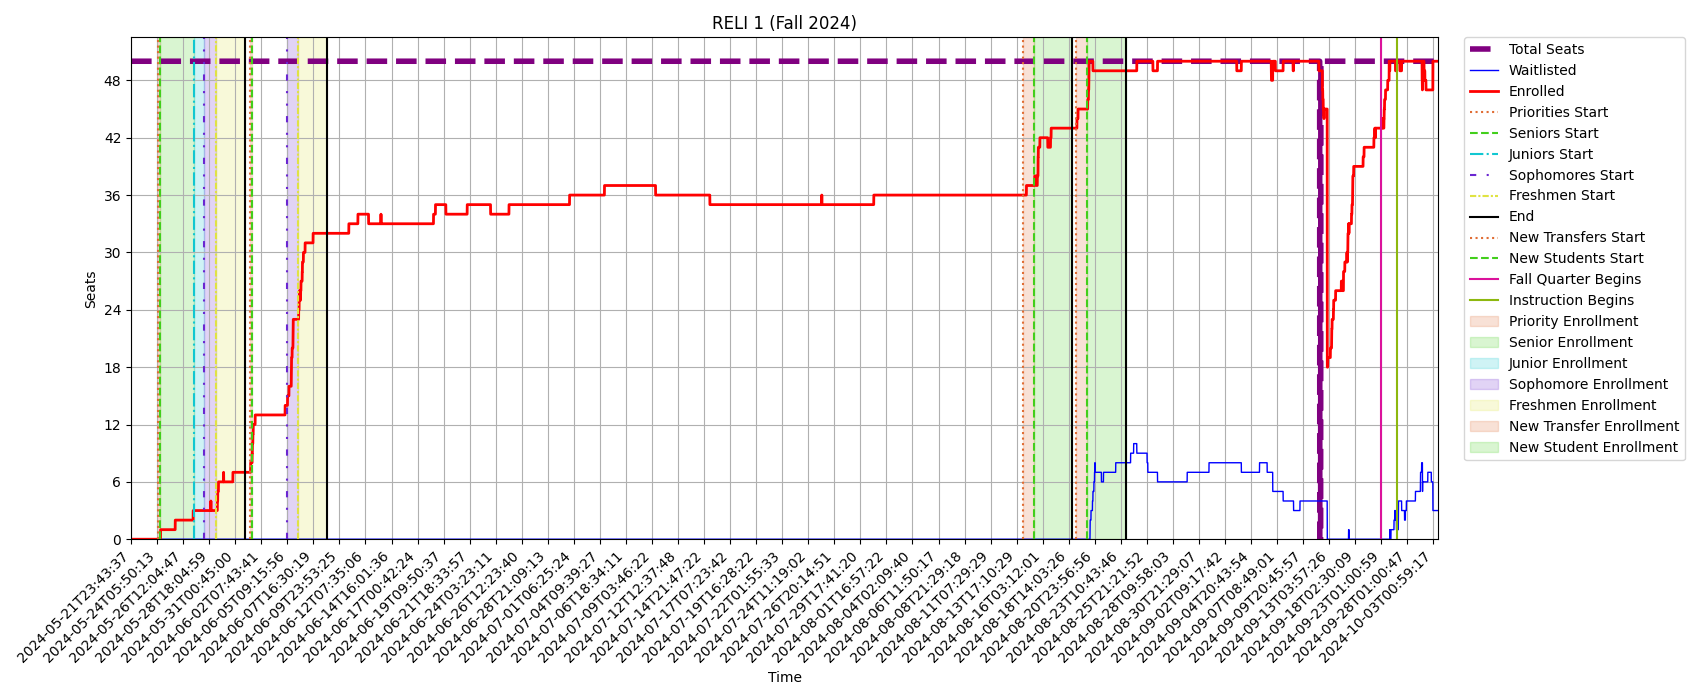 RELI 1 (Fall 2024)
Seats
48
42
36
30
24
18
12
6
0
2024-05-21T23:43:37
2024-05-24T05:50:13
2024-05-26T12:04:47
2024-05-28T18:04:59
2024-05-31T00:45:00
2024-06-02T07:43:41
2024-06-05T09:15:56
2024-06-07T16:30:19
2024-06-09T23:53:25
2024-06-12T07:35:06
2024-06-14T16:01:36
2024-06-17T00:42:24
2024-06-19T09:50:37
2024-06-21T18:33:57
2024-06-24T03:23:11
2024-06-26T12:23:40
2024-06-28T21:09:13
2024-07-01T06:25:24
2024-07-04T09:39:27
2024-07-06T18:34:11
2024-07-09T03:46:22
2024-07-12T12:37:48
2024-07-14T21:47:22
2024-07-17T07:23:42
2024-07-19T16:28:22
2024-07-22T01:55:33
2024-07-24T11:19:02
2024-07-26T20:14:51
2024-07-29T17:41:20
2024-08-01T16:57:22
2024-08-04T02:09:40
2024-08-06T11:50:17
2024-08-08T21:29:18
2024-08-11T07:29:29
2024-08-13T17:10:29
2024-08-16T03:12:01
2024-08-18T14:03:26
2024-08-20T23:56:56
2024-08-23T10:43:46
2024-08-25T21:21:52
2024-08-28T09:58:03
2024-08-30T21:29:07
2024-09-02T09:17:42
2024-09-04T20:43:54
2024-09-07T08:49:01
2024-09-09T20:45:57
2024-09-13T03:57:26
2024-09-18T02:30:09
2024-09-23T01:00:59
2024-09-28T01:00:47
2024-10-03T00:59:17
Time
Total Seats
Waitlisted
Enrolled
Priorities Start
Seniors Start
Juniors Start
Sophomores Start
Freshmen Start
End
New Transfers Start
New Students Start
Fall Quarter Begins
Instruction Begins
Priority Enrollment
Senior Enrollment
Junior Enrollment
Sophomore Enrollment
Freshmen Enrollment
New Transfer Enrollment
New Student Enrollment